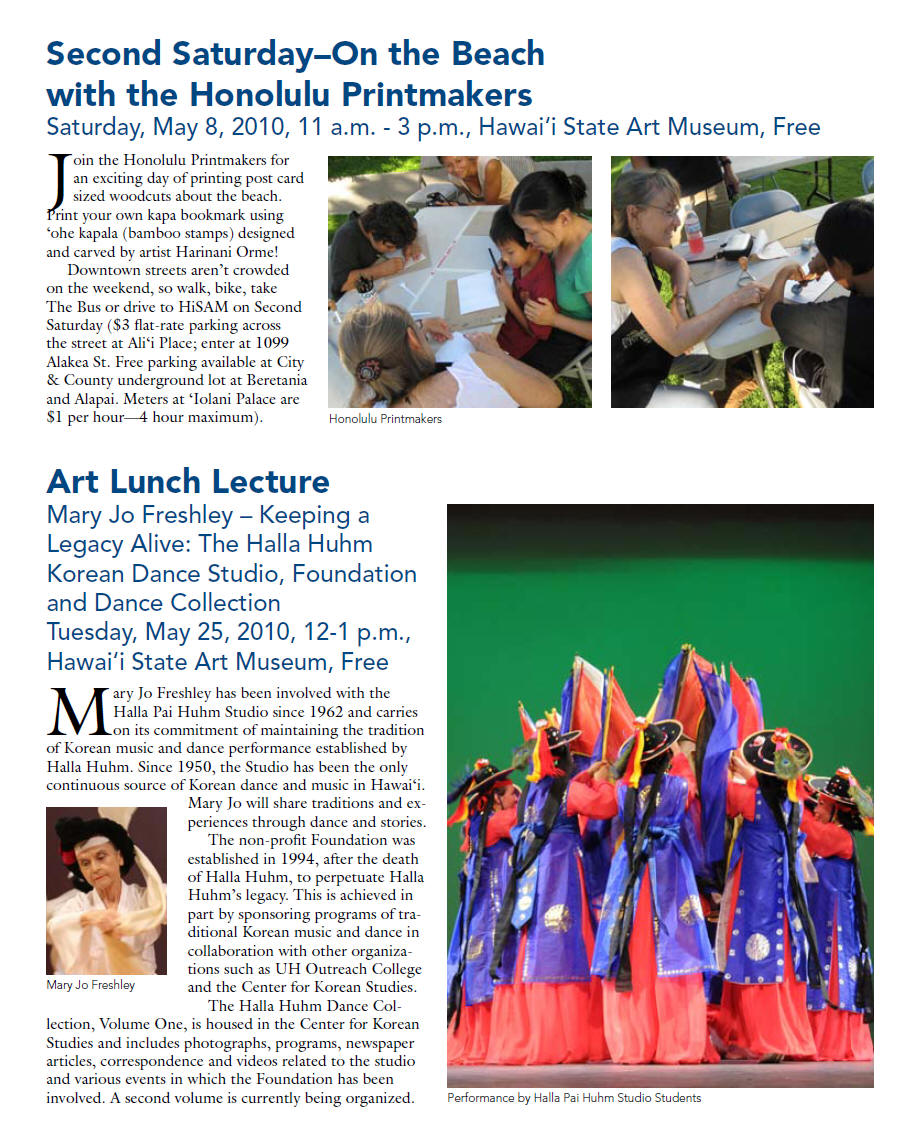 Second Saturday–On the Beach
with the Honolulu Printmakers
Saturday, May 8, 2010, 11 a.m. - 3 p.m., Hawai‘i State Art Museum, Free
Join the Honolulu Printmakers for
an exciting day of printing post card
sized woodcuts about the beach.
Print your own kapa bookmark using
‘ohe kapala (bamboo stamps) designed
and carved by artist Harinani Orme!
Downtown streets aren’t crowded
on the weekend, so walk, bike, take
The Bus or drive to HiSAM on Second
Saturday ($3 flat-rate parking across
the street at Ali‘i Place; enter at 1099
Alakea St. Free parking available at City
& County underground lot at Beretania
and Alapai. Meters at ‘Iolani Palace are
$1 per hour—4 hour maximum).
Honolulu Printmakers
Art Lunch Lecture
Mary Jo Freshley – Keeping a
Legacy Alive: The Halla Huhm
Korean Dance Studio, Foundation
and Dance Collection
Tuesday, May 25, 2010, 12-1 p.m.,
Hawai‘i State Art Museum, Free
Mary Jo Freshley has been involved with the
Halla Pai Huhm Studio since 1962 and carries
on its commitment of maintaining the tradition
of Korean music and dance performance established by
Halla Huhm. Since 1950, the Studio has been the only
continuous source of Korean dance and music in Hawai‘i.
Mary Jo will share traditions and ex-
periences through dance and stories.
The non-profit Foundation was
established in 1994, after the death
of Halla Huhm, to perpetuate Halla
Huhm’s legacy. This is achieved in
part by sponsoring programs of tra-
ditional Korean music and dance in
collaboration with other organiza-
tions such as UH Outreach College
and the Center for Korean Studies.
The Halla Huhm Dance Col-
lection, Volume One, is housed in the Center for Korean
Studies and includes photographs, programs, newspaper
articles, correspondence and videos related to the studio
and various events in which the Foundation has been
involved. A second volume is currently being organized.
Mary Jo Freshley
Performance by Halla Pai Huhm Studio Students